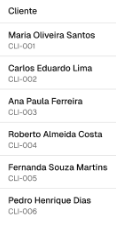 Cliente
Maria Oliveira Santos
CLI-001
Carlos Eduardo Lima
CLI-002
Ana Paula Ferreira
CLI-003
Roberto Almeida Costa
CLI-004
Fernanda Souza Martins
CLI-005
Pedro Henrique Dias
CLI-006